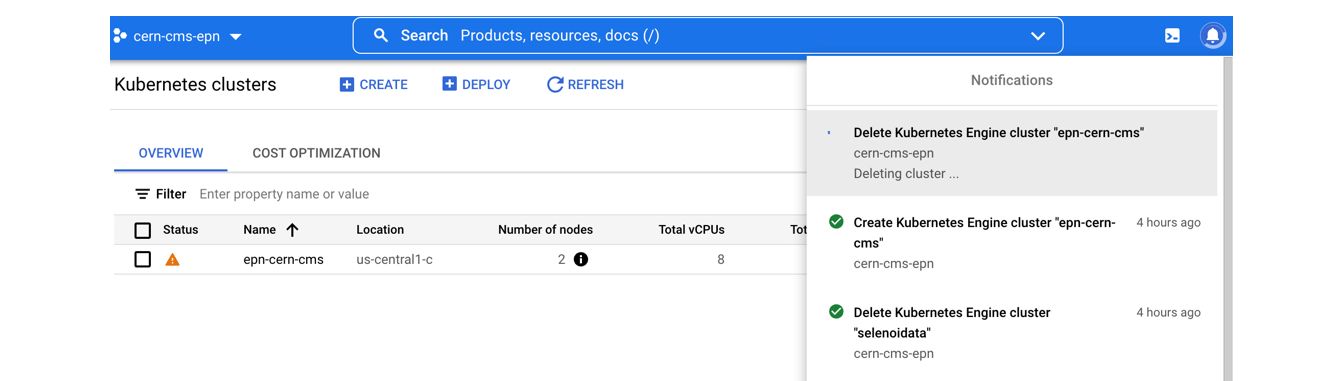 cern-cms-epn
Search Products, resources, docs (/)
Kubernetes clusters
CREATE
DEPLOY
REFRESH
OVERVIEW
COST OPTIMIZATION
Filter Enter property name or value
Status Name Location Number of nodes Total vCPUs Tot
epn-cern-cms us-central1-c 2 8
Notifications
Delete Kubernetes Engine cluster "epn-cern-cms"
cern-cms-epn
Deleting cluster ...
Create Kubernetes Engine cluster "epn-cern- 4 hours ago
cms"
cern-cms-epn
Delete Kubernetes Engine cluster 4 hours ago
"selenoidata"
cern-cms-epn